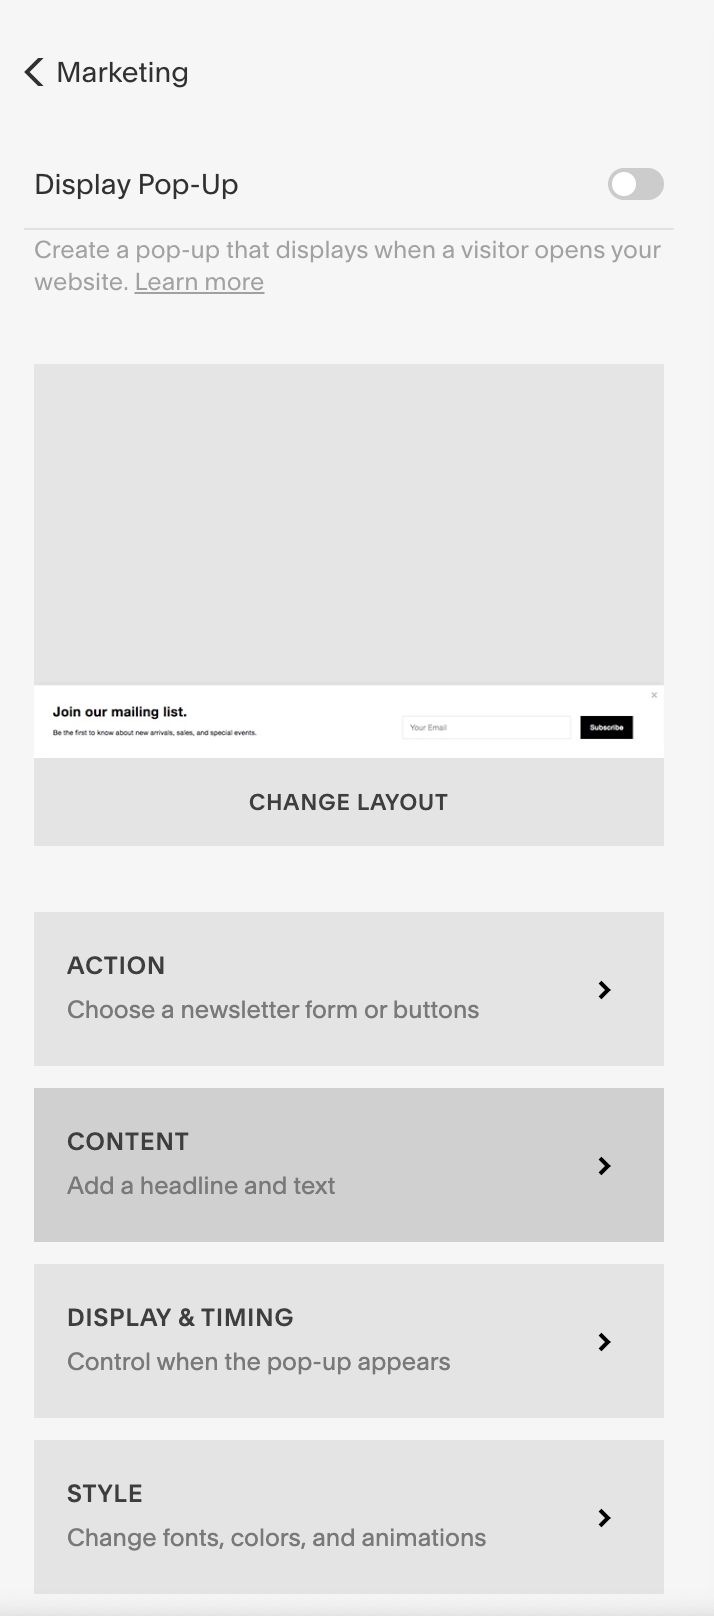 Marketing
Display Pop-Up
Create a pop-up that displays when a visitor opens your
website. Learn more
Join our mailing list.
Be the first to know about new arrivals, sales, and special events.
Your Email
Subscribe
CHANGE LAYOUT
ACTION
Choose a newsletter form or buttons
CONTENT
Add a headline and text
DISPLAY & TIMING
Control when the pop-up appears
STYLE
Change fonts, colors, and animations